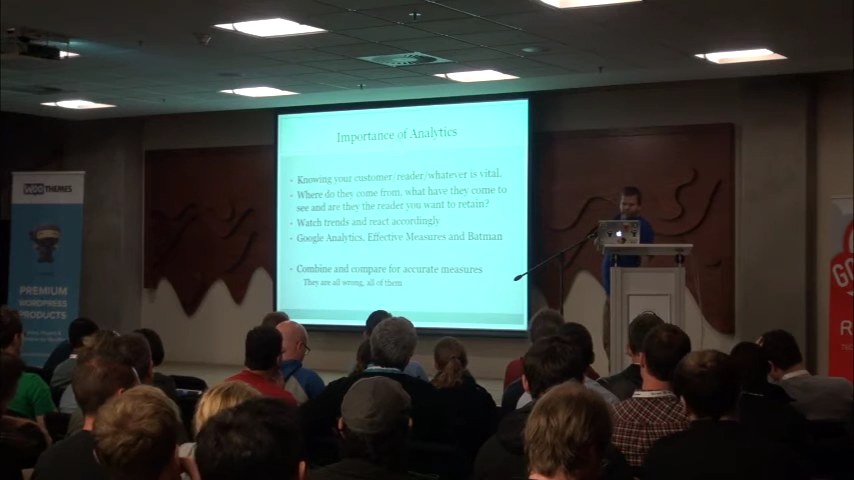 Importance of Analytics
Knowing your customer/reader/whatever is vital.
Where do they come from, what have they come to
see and are they the reader you want to retain?
Watch trends and react accordingly
Google Analytics, Effective Measures and Batman
Combine and compare for accurate measures
They are all wrong, all of them
WOOTHEMES
PREMIUM
WORDPRESS
PRODUCTS
GO
R